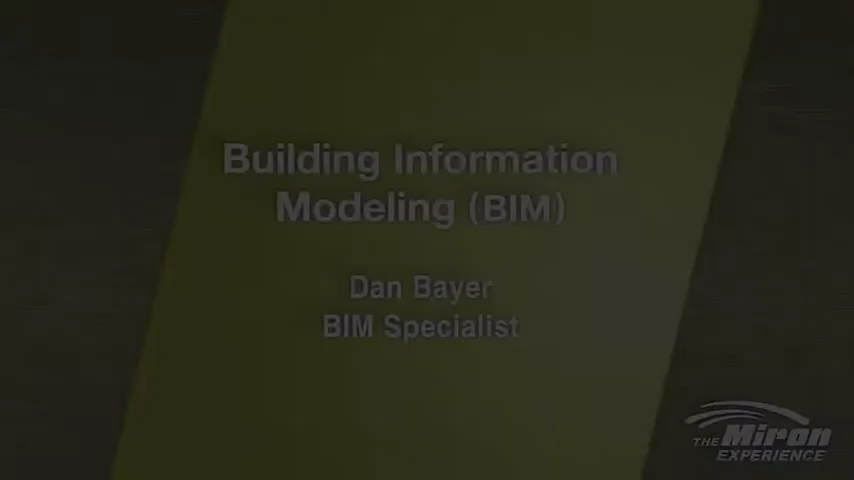 Building Information
Modeling (BIM)
Dan Bayer
BIM Specialist
THE Miron
EXPERIENCE